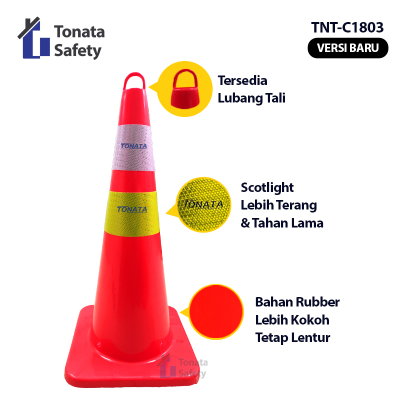 Tonata
Safety
TNT-C1803
VERSI BARU
Tersedia
Lubang Tali
TONATA
Scotlight
Lebih Terang
& Tahan Lama
TONATA
TONATA
Bahan Rubber
Lebih Kokoh
Tetap Lentur
Tonata
Safety